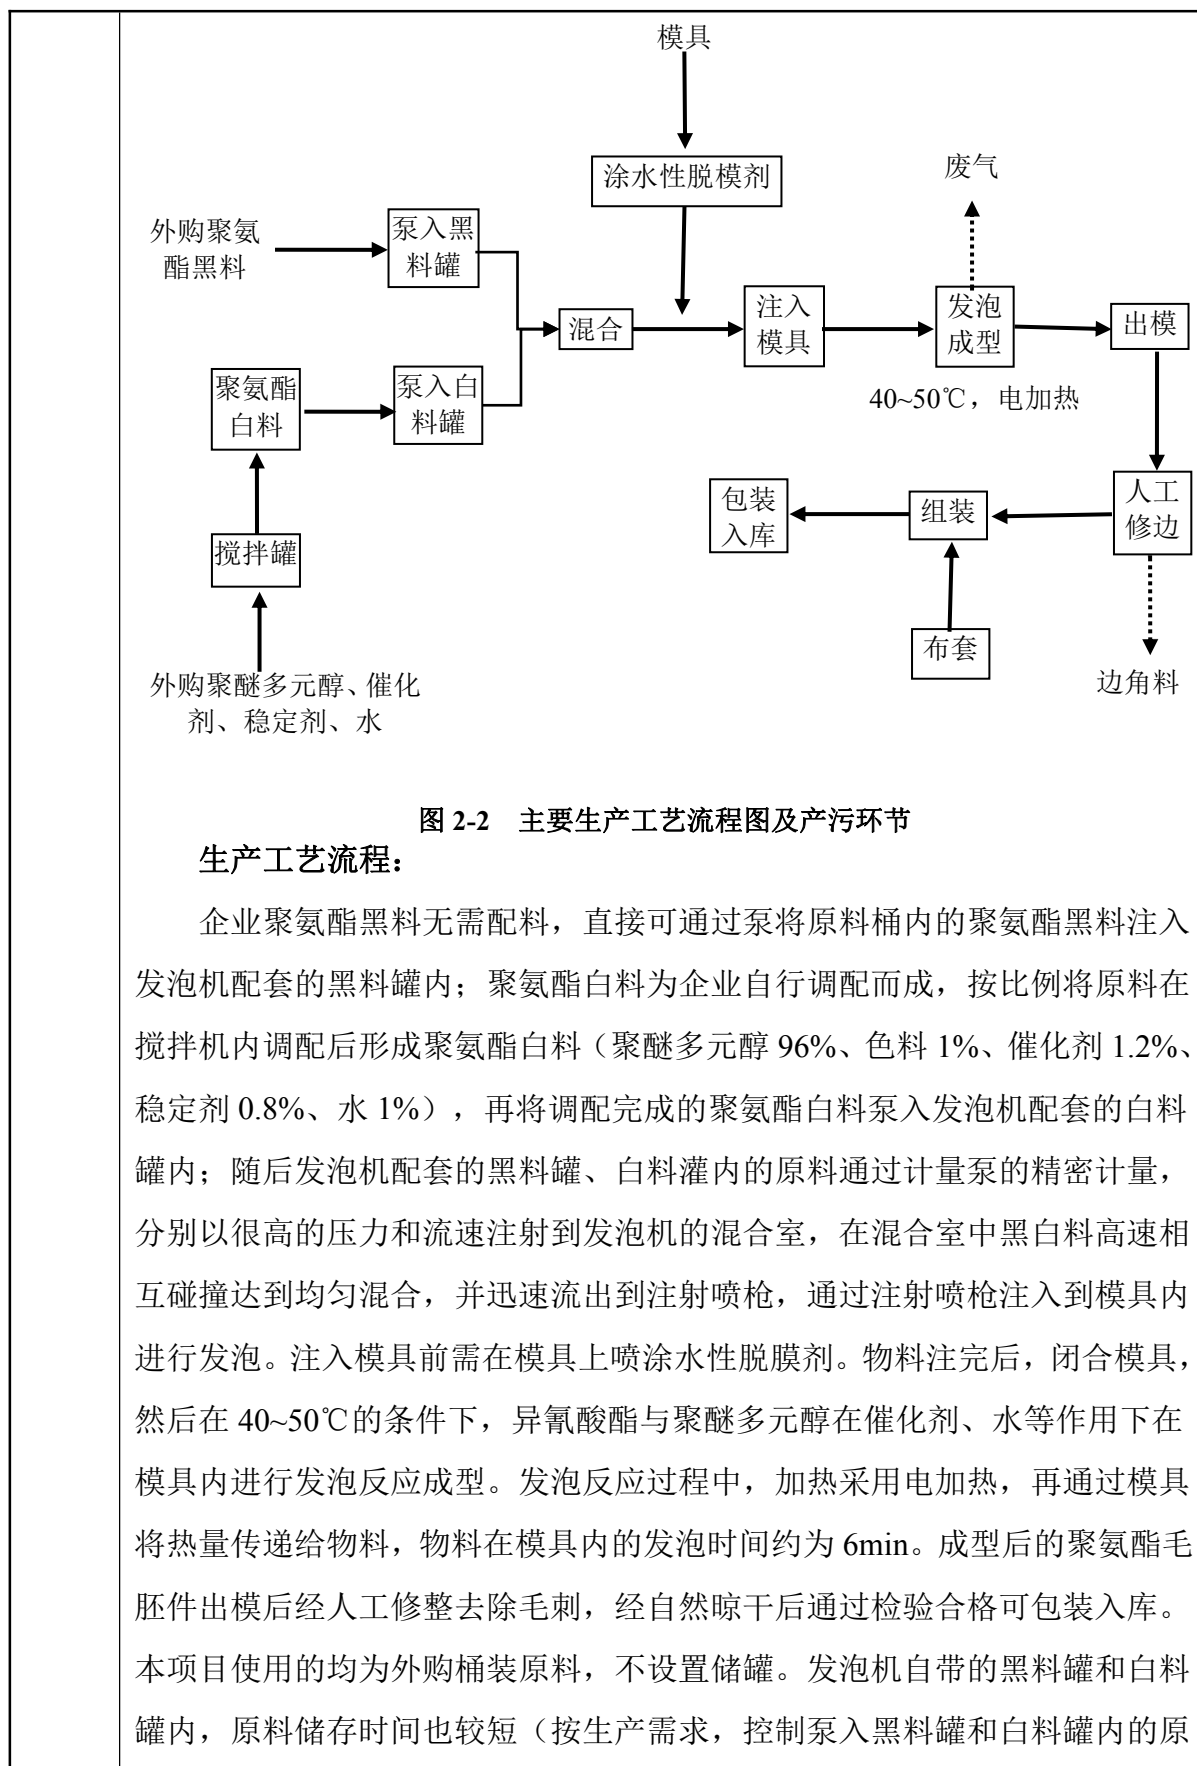 模具
涂水性脱模剂
废气
外购聚氨
酯黑料
泵入黑
料罐
混合
注入
模具
发泡
成型
出模
40~50℃，电加热
聚氨酯
白料
泵入白
料罐
包装
入库
组装
人工
修边
搅拌罐
布套
外购聚醚多元醇、催化
剂、稳定剂、水
边角料
图 2-2 主要生产工艺流程图及产污环节
生产工艺流程：
企业聚氨酯黑料无需配料，直接可通过泵将原料桶内的聚氨酯黑料注入
发泡机配套的黑料罐内；聚氨酯白料为企业自行调配而成，按比例将原料在
搅拌机内调配后形成聚氨酯白料（聚醚多元醇 96%、色料 1%、催化剂 1.2%、
稳定剂 0.8%、水 1%），再将调配完成的聚氨酯白料泵入发泡机配套的白料
罐内；随后发泡机配套的黑料罐、白料灌内的原料通过计量泵的精密计量，
分别以很高的压力和流速注射到发泡机的混合室，在混合室中黑白料高速相
互碰撞达到均匀混合，并迅速流出到注射喷枪，通过注射喷枪注入到模具内
进行发泡。注入模具前需在模具上喷涂水性脱膜剂。物料注完后，闭合模具，
然后在 40~50℃的条件下，异氰酸酯与聚醚多元醇在催化剂、水等作用下在
模具内进行发泡反应成型。发泡反应过程中，加热采用电加热，再通过模具
将热量传递给物料，物料在模具内的发泡时间约为 6min。成型后的聚氨酯毛
胚件出模后经人工修整去除毛刺，经自然晾干后通过检验合格可包装入库。
本项目使用的均为外购桶装原料，不设置储罐。发泡机自带的黑料罐和白料
罐内，原料储存时间也较短（按生产需求，控制泵入黑料罐和白料罐内的原